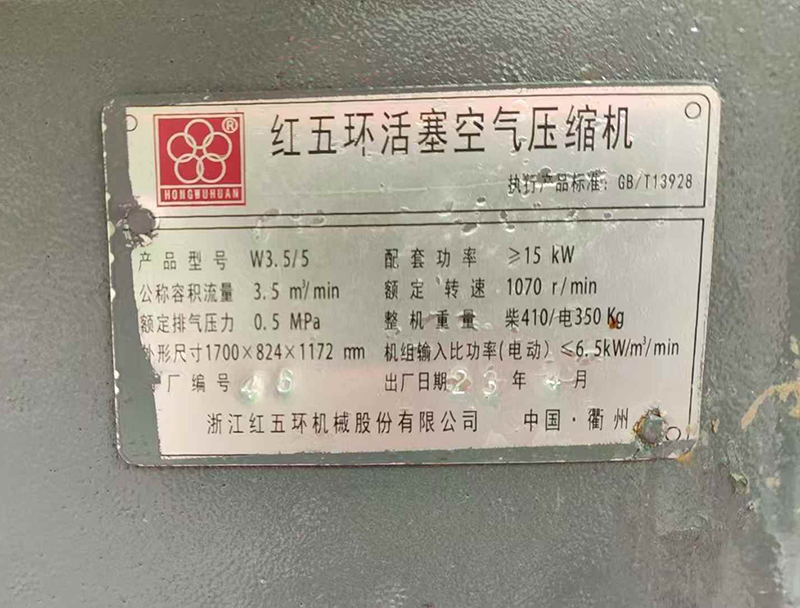 HONGWUHUAN ®
红五环活塞空气压缩机
执行产品标准：GB/T13928
产品型号 W3.5/5 配套功率 ≥15 kW
公称容积流量 3.5 m³/min 额定转速 1070 r/min
额定排气压力 0.5 MPa 整机重量 柴410/电350 Kg
外形尺寸1700×824×1172 mm 机组输入比功率(电动) ≤6.5kW/m³/min
厂编号 46 出厂日期 23 年 月
浙江红五环机械股份有限公司 中国·衢州